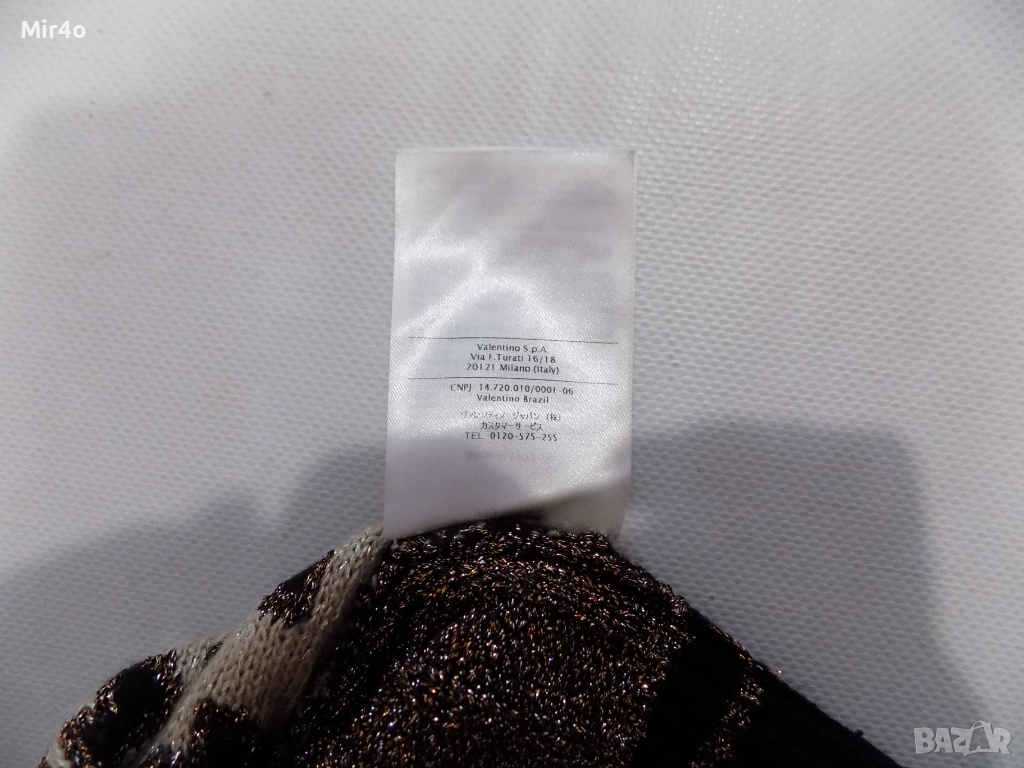 Mir4o
Valentino S.p.A.
Via F.Turati 16/18
20121 Milano (Italy)
CNPJ 14.720.010/0001-06
Valentino Brazil
ヴァレンティノ ジャパン (株)
カスタマーサービス
TEL. 0120-575-255
BAZAR